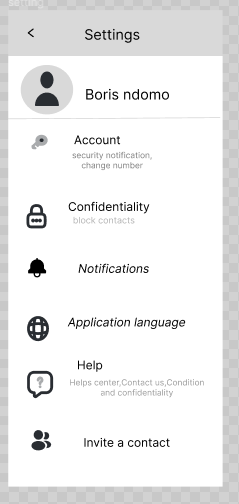 Settings
Boris ndomo
Account
security notification,
change number
Confidentiality
block contacts
Notifications
Application language
Help
Helps center,Contact us,Condition
and confidentiality
Invite a contact